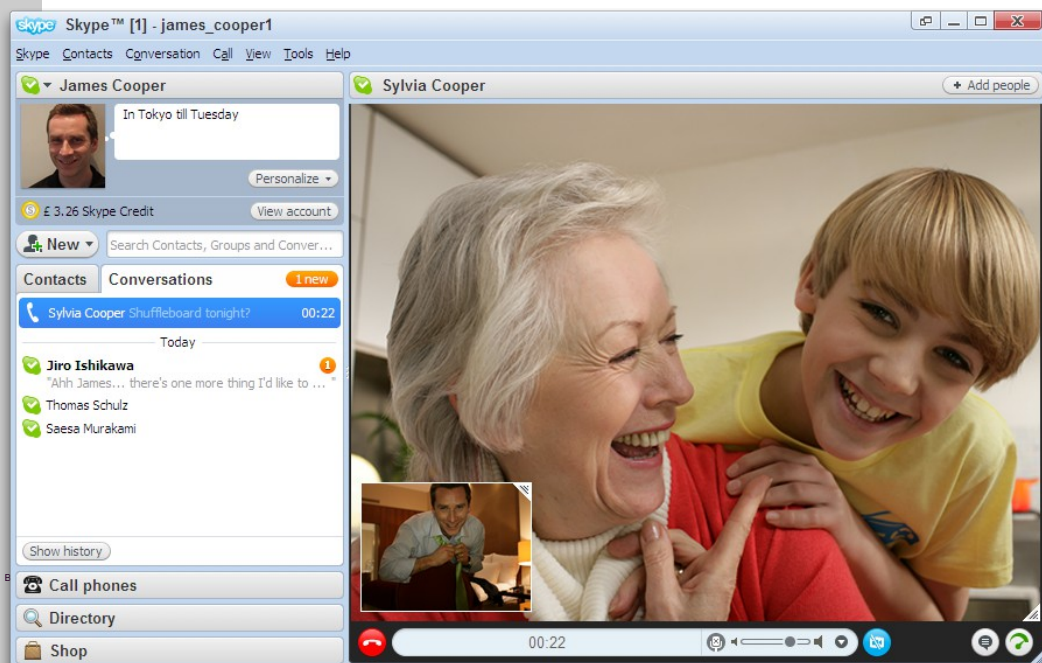 skype Skype™ [1] - james_cooper1
Skype Contacts Conversation Call View Tools Help
James Cooper
In Tokyo till Tuesday
Personalize
£ 3.26 Skype Credit
View account
New
Search Contacts, Groups and Conver...
Contacts
Conversations
1 new
Sylvia Cooper Shuffleboard tonight? 00:22
Today
Jiro Ishikawa 1
"Ahh James... there's one more thing I'd like to ... "
Thomas Schulz
Saesa Murakami
Show history
Call phones
Directory
Shop
Sylvia Cooper
+ Add people
00:22